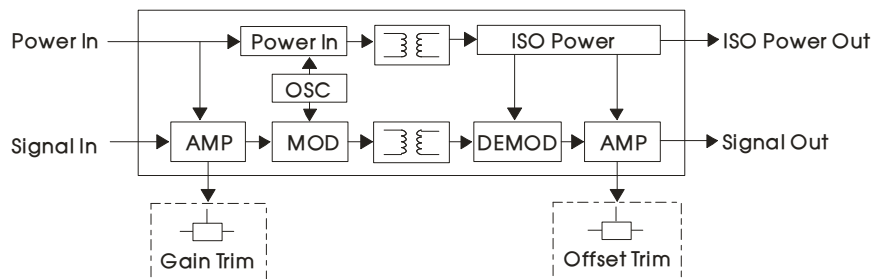 Power In
Power In
ISO Power
ISO Power Out
OSC
Signal In
AMP
MOD
DEMOD
AMP
Signal Out
Gain Trim
Offset Trim